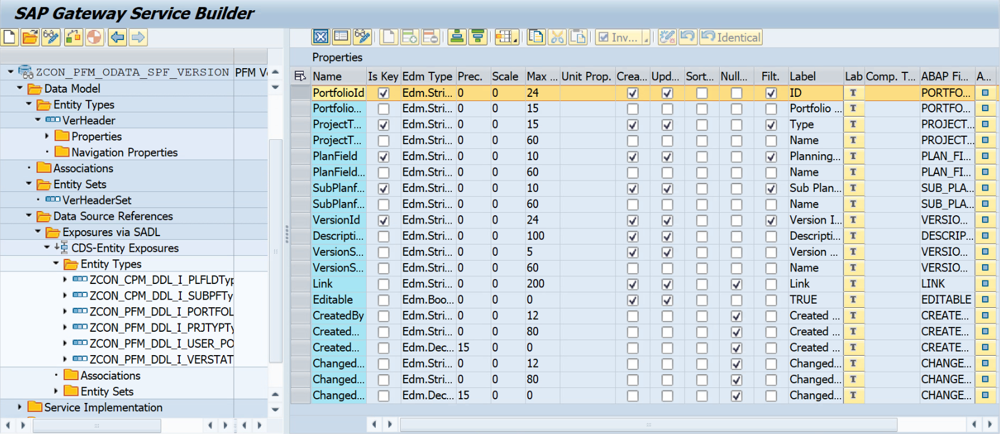 SAP Gateway Service Builder
Inv...
Identical
ZCON_PFM_ODATA_SPF_VERSION PFM Ve
Data Model
Entity Types
VerHeader
Properties
Navigation Properties
Associations
Entity Sets
VerHeaderSet
Data Source References
Exposures via SADL
CDS-Entity Exposures
Entity Types
ZCON_CPM_DDL_I_PLFLDTyp
ZCON_CPM_DDL_I_SUBPFTy
ZCON_PFM_DDL_I_PORTFOL
ZCON_PFM_DDL_I_PRJTYPTy
ZCON_PFM_DDL_I_USER_PO
ZCON_PFM_DDL_I_VERSTAT
Associations
Entity Sets
Service Implementation
Properties
Name Is Key Edm Type Prec. Scale Max ... Unit Prop. Crea... Upd... Sort... Null... Filt. Label Lab Comp. T... ABAP Fi... A...
PortfolioId Edm.Stri... 0 0 24 ID T PORTFO...
Portfolio... Edm.Stri... 0 0 15 Portfolio ... T PORTFO...
ProjectT... Edm.Stri... 0 0 15 Type T PROJECT...
ProjectT... Edm.Stri... 0 0 60 Name T PROJECT...
PlanField Edm.Stri... 0 0 10 Planning... T PLAN_FI...
PlanField... Edm.Stri... 0 0 60 Name T PLAN_FI...
SubPlanf... Edm.Stri... 0 0 10 Sub Plan... T SUB_PLA...
SubPlanf... Edm.Stri... 0 0 60 Name T SUB_PLA...
VersionId Edm.Stri... 0 0 24 Version I... T VERSIO...
Descripti... Edm.Stri... 0 0 100 Descripti... T DESCRIP...
VersionS... Edm.Stri... 0 0 5 Version ... T VERSIO...
VersionS... Edm.Stri... 0 0 60 Name T VERSIO...
Link Edm.Stri... 0 0 200 Link T LINK
Editable Edm.Boo... 0 0 0 TRUE T EDITABLE
CreatedBy Edm.Stri... 0 0 12 Created ... T CREATE...
Created... Edm.Stri... 0 0 80 Created ... T CREATE...
Created... Edm.Dec... 15 0 0 Created ... T CREATE...
Changed... Edm.Stri... 0 0 12 Changed... T CHANGE...
Changed... Edm.Stri... 0 0 80 Changed... T CHANGE...
Changed... Edm.Dec... 15 0 0 Changed... T CHANGE...